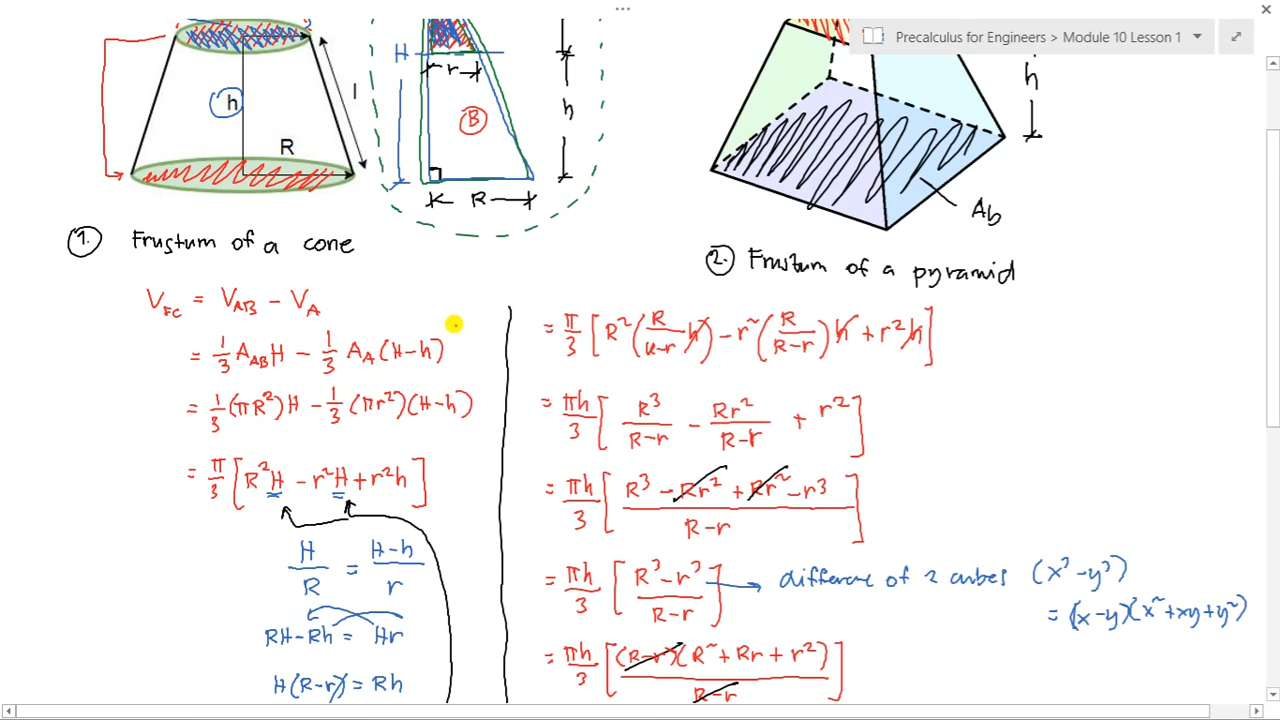 Precalculus for Engineers > Module 10 Lesson 1
h
l
R
H
r
B
h
R
h
Ab
1. Frustum of a cone
2. Frustum of a pyramid
V_FC = V_AB - V_A
= 1/3 A_AB H - 1/3 A_A (H-h)
= 1/3 (πR²) H - 1/3 (πr²)(H-h)
= π/3 [R²H - r²H + r²h]
H/R = (H-h)/r
RH-Rh = Hr
H(R-r) = Rh
= π/3 [R² (R/(R-r) h) - r² (R/(R-r)) h + r²h]
= πh/3 [R³/(R-r) - Rr²/(R-r) + r²]
= πh/3 [(R³ - Rr² + Rr² - r³)/(R-r)]
= πh/3 [(R³-r³)/(R-r)] → difference of 2 cubes (x³-y³)
= (x-y)(x²+xy+y²)
= πh/3 [(R-r)(R²+Rr+r²)/(R-r)]